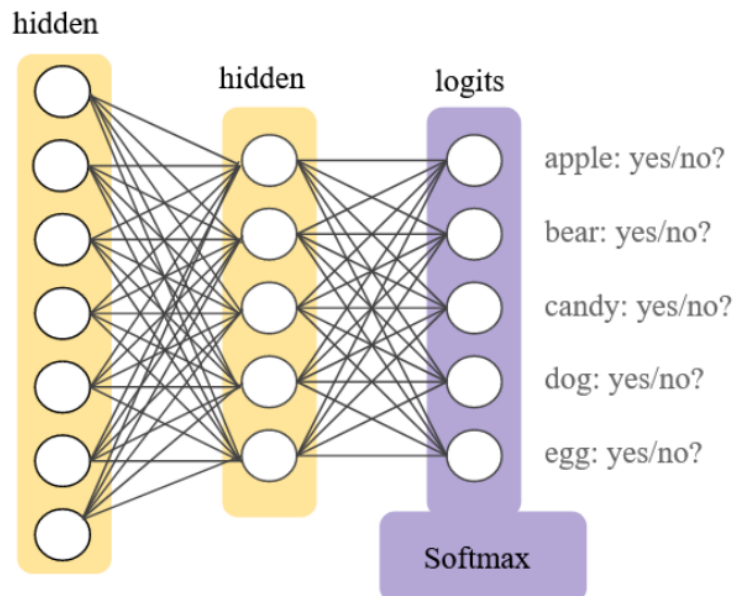 hidden
hidden
logits
apple: yes/no?
bear: yes/no?
candy: yes/no?
dog: yes/no?
egg: yes/no?
Softmax